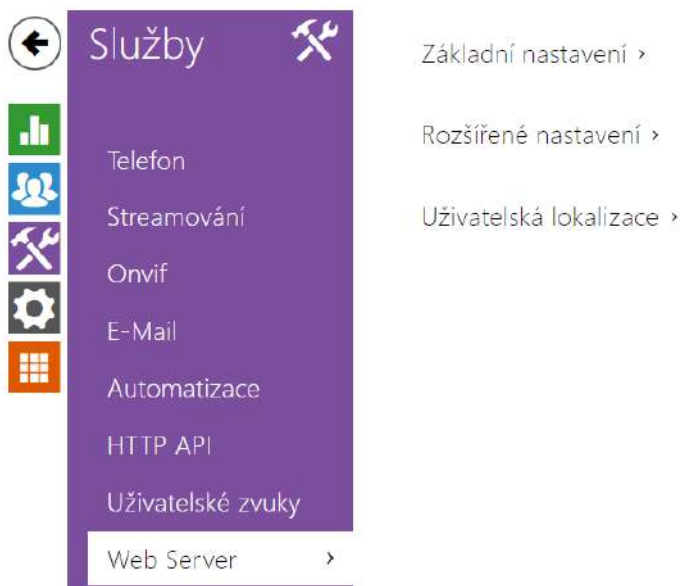 Služby
Telefon
Streamování
Onvif
E-Mail
Automatizace
HTTP API
Uživatelské zvuky
Web Server ›
Základní nastavení ›
Rozšířené nastavení ›
Uživatelská lokalizace ›